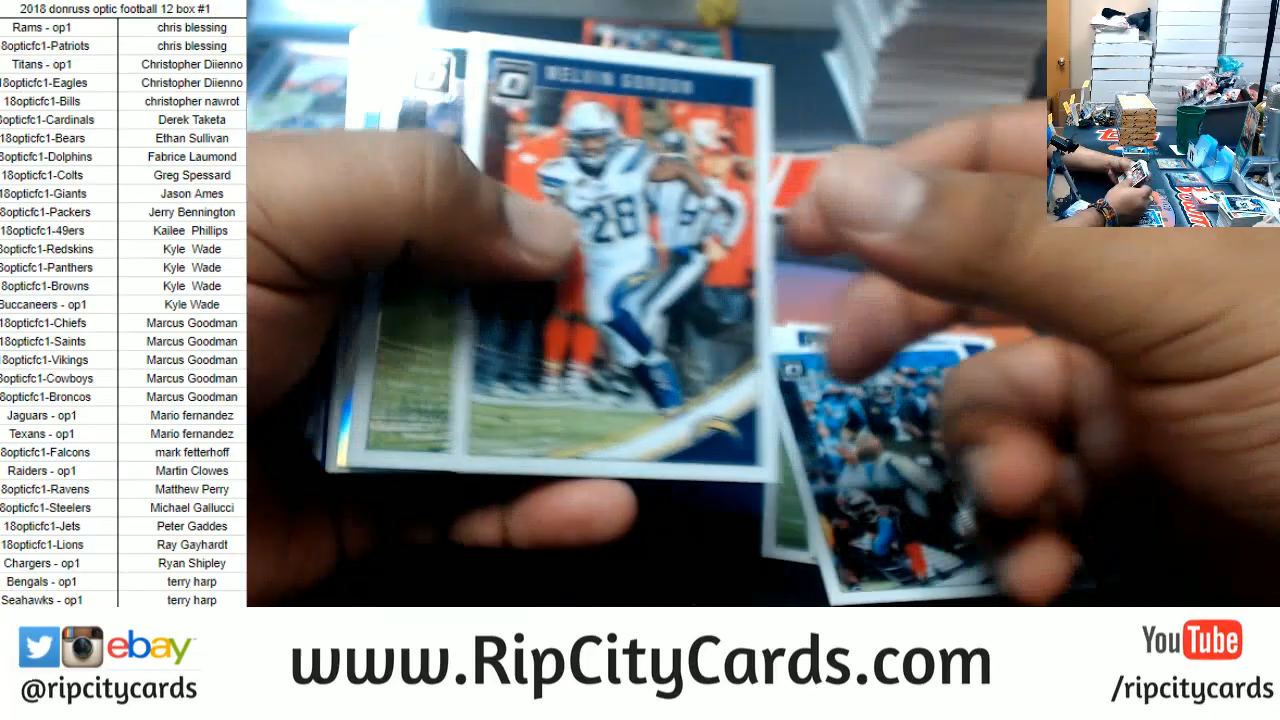 2018 donruss optic football 12 box #1
Rams - op1 chris blessing
8opticfc1-Patriots chris blessing
Titans - op1 Christopher Diienno
8opticfc1-Eagles Christopher Diienno
18opticfc1-Bills christopher nawrot
8opticfc1-Cardinals Derek Taketa
18opticfc1-Bears Ethan Sullivan
8opticfc1-Dolphins Fabrice Laumond
18opticfc1-Colts Greg Spessard
18opticfc1-Giants Jason Ames
8opticfc1-Packers Jerry Bennington
18opticfc1-49ers Kailee Phillips
8opticfc1-Redskins Kyle Wade
8opticfc1-Panthers Kyle Wade
8opticfc1-Browns Kyle Wade
Buccaneers - op1 Kyle Wade
18opticfc1-Chiefs Marcus Goodman
18opticfc1-Saints Marcus Goodman
18opticfc1-Vikings Marcus Goodman
8opticfc1-Cowboys Marcus Goodman
8opticfc1-Broncos Marcus Goodman
Jaguars - op1 Mario fernandez
Texans - op1 Mario fernandez
8opticfc1-Falcons mark fetterhoff
Raiders - op1 Martin Clowes
8opticfc1-Ravens Matthew Perry
8opticfc1-Steelers Michael Gallucci
18opticfc1-Jets Peter Gaddes
18opticfc1-Lions Ray Gayhardt
Chargers - op1 Ryan Shipley
Bengals - op1 terry harp
Seahawks - op1 terry harp
MELVIN GORDON
28
ebay
@ripcitycards
www.RipCityCards.com
YouTube
/ripcitycards